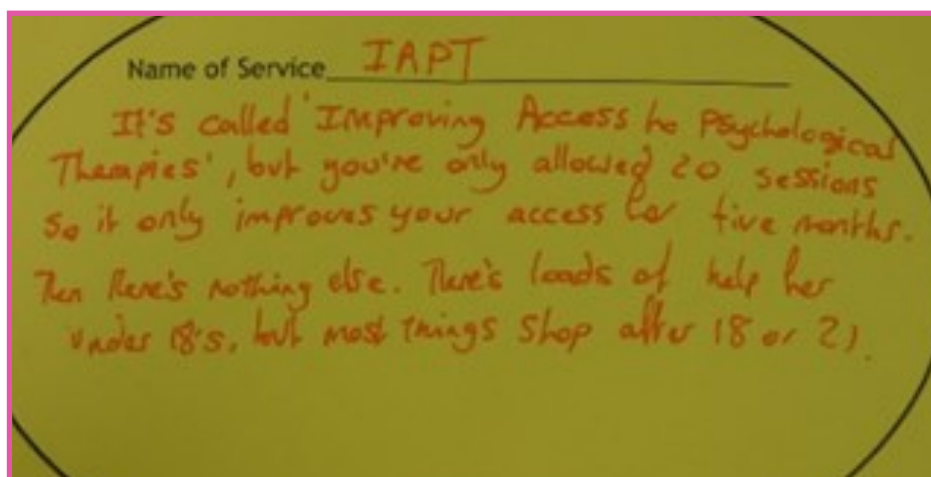 Name of Service IAPT
It's called 'Improving Access to Psychological
Therapies', but you're only allowed 20 sessions
so it only improves your access for five months.
Then there's nothing else. There's loads of help for
under 18's, but most things stop after 18 or 21.